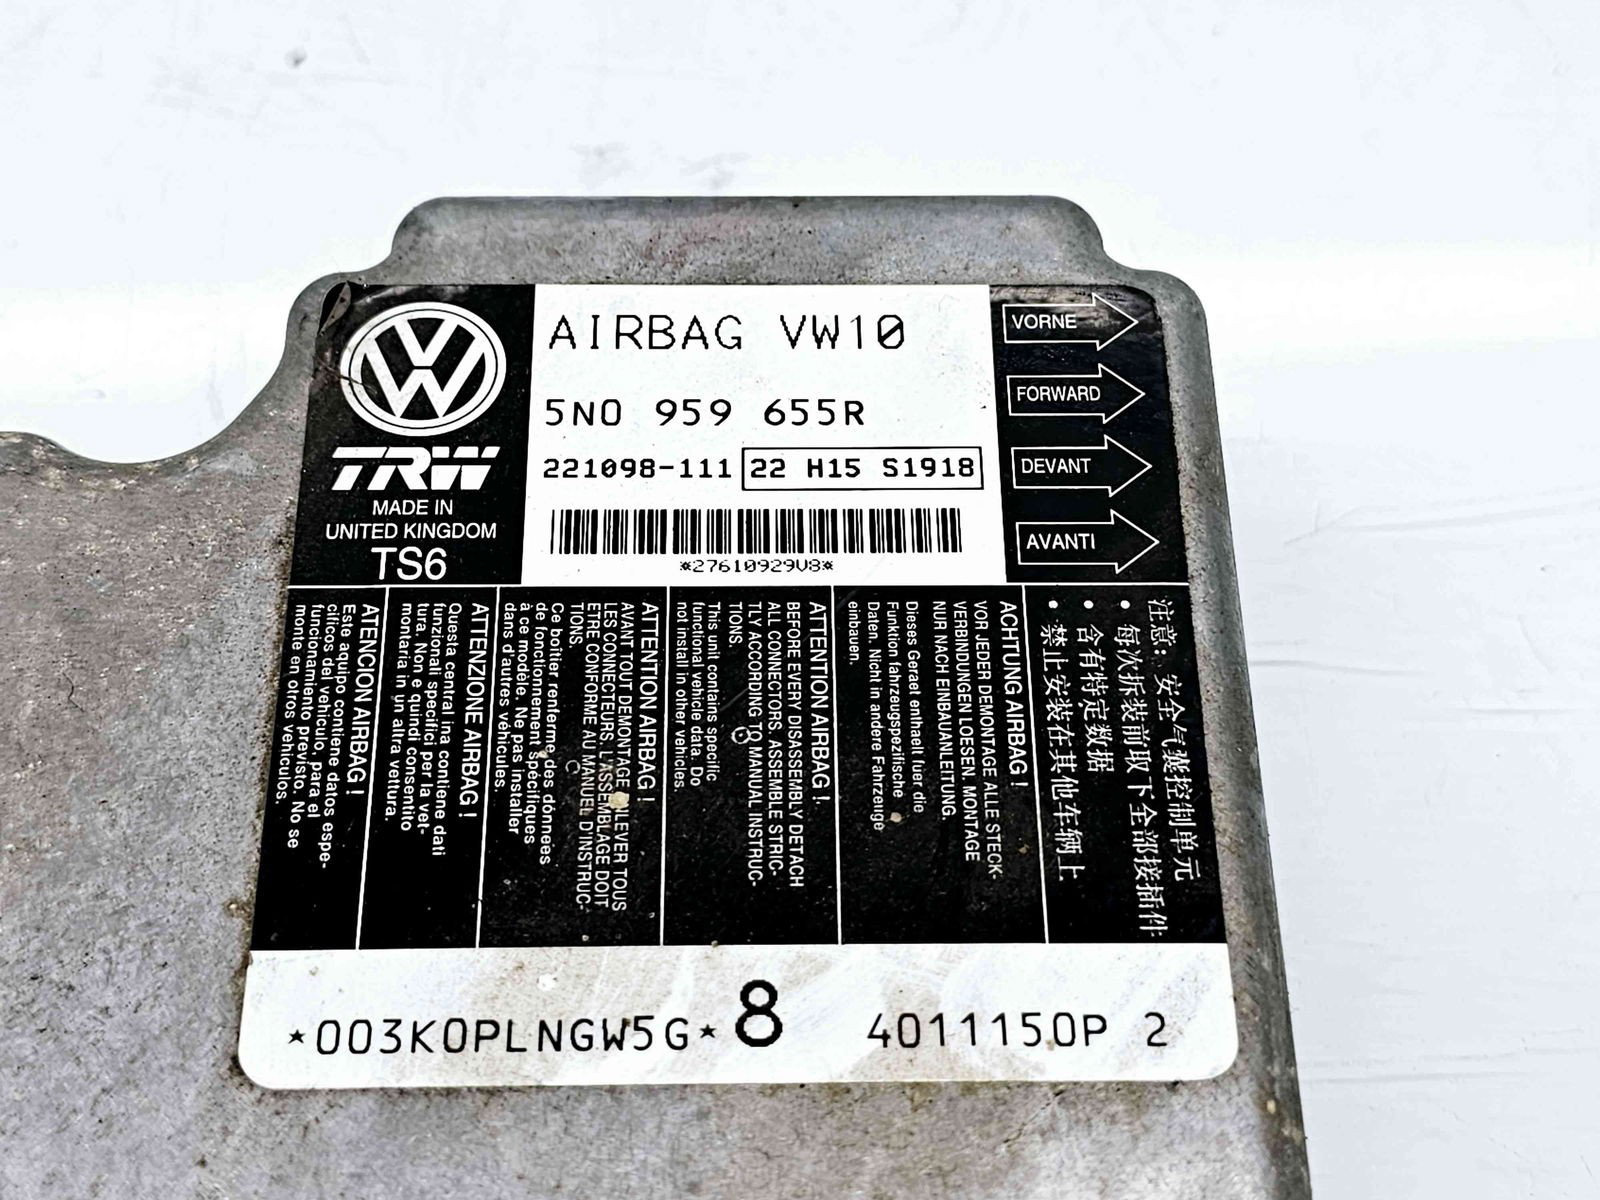 AIRBAG VW10
5N0 959 655R
221098-111 22 H15 S1918
*27610929V8*
TRW
MADE IN
UNITED KINGDOM
TS6
VORNE
FORWARD
DEVANT
AVANTI
注意：安全气囊控制单元
• 每次拆装前取下全部接插件
• 含有特定数据
• 禁止安装在其他车辆上
ACHTUNG AIRBAG !
VOR JEDER DEMONTAGE ALLE STECK-
VERBINDUNGEN LOESEN. MONTAGE
NUR NACH EINBAUANLEITUNG.
Dieses Geraet enthaelt fuer die
Funktion fahrzeugspezifische
Daten. Nicht in andere Fahrzeuge
einbauen.
ATTENTION AIRBAG !
BEFORE EVERY DISASSEMBLY DETACH
ALL CONNECTORS. ASSEMBLE STRIC-
TLY ACCORDING TO MANUAL INSTRUC-
TIONS.
This unit contains specific
functional vehicle data. Do
not install in other vehicles.
ATTENTION AIRBAG !
AVANT TOUT DEMONTAGE ENLEVER TOUS
LES CONNECTEURS. L'ASSEMBLAGE DOIT
ETRE CONFORME AU MANUEL D'INSTRUC-
TIONS.
Ce boîtier renferme des données
de fonctionnement spécifiques
à ce modèle. Ne pas installer
dans d'autres véhicules.
ATTENZIONE AIRBAG !
Questa centralina contiene dati
funzionali specifici per la vet-
tura. Non e quindi consentito
montarla in un altra vettura.
ATENCION AIRBAG !
Este aquipo contiene datos espe-
cificos del vehiculo, para el
funcionamiento previsto. No se
monte en otros vehiculos.
*003K0PLNGW5G* 8 4011150P 2